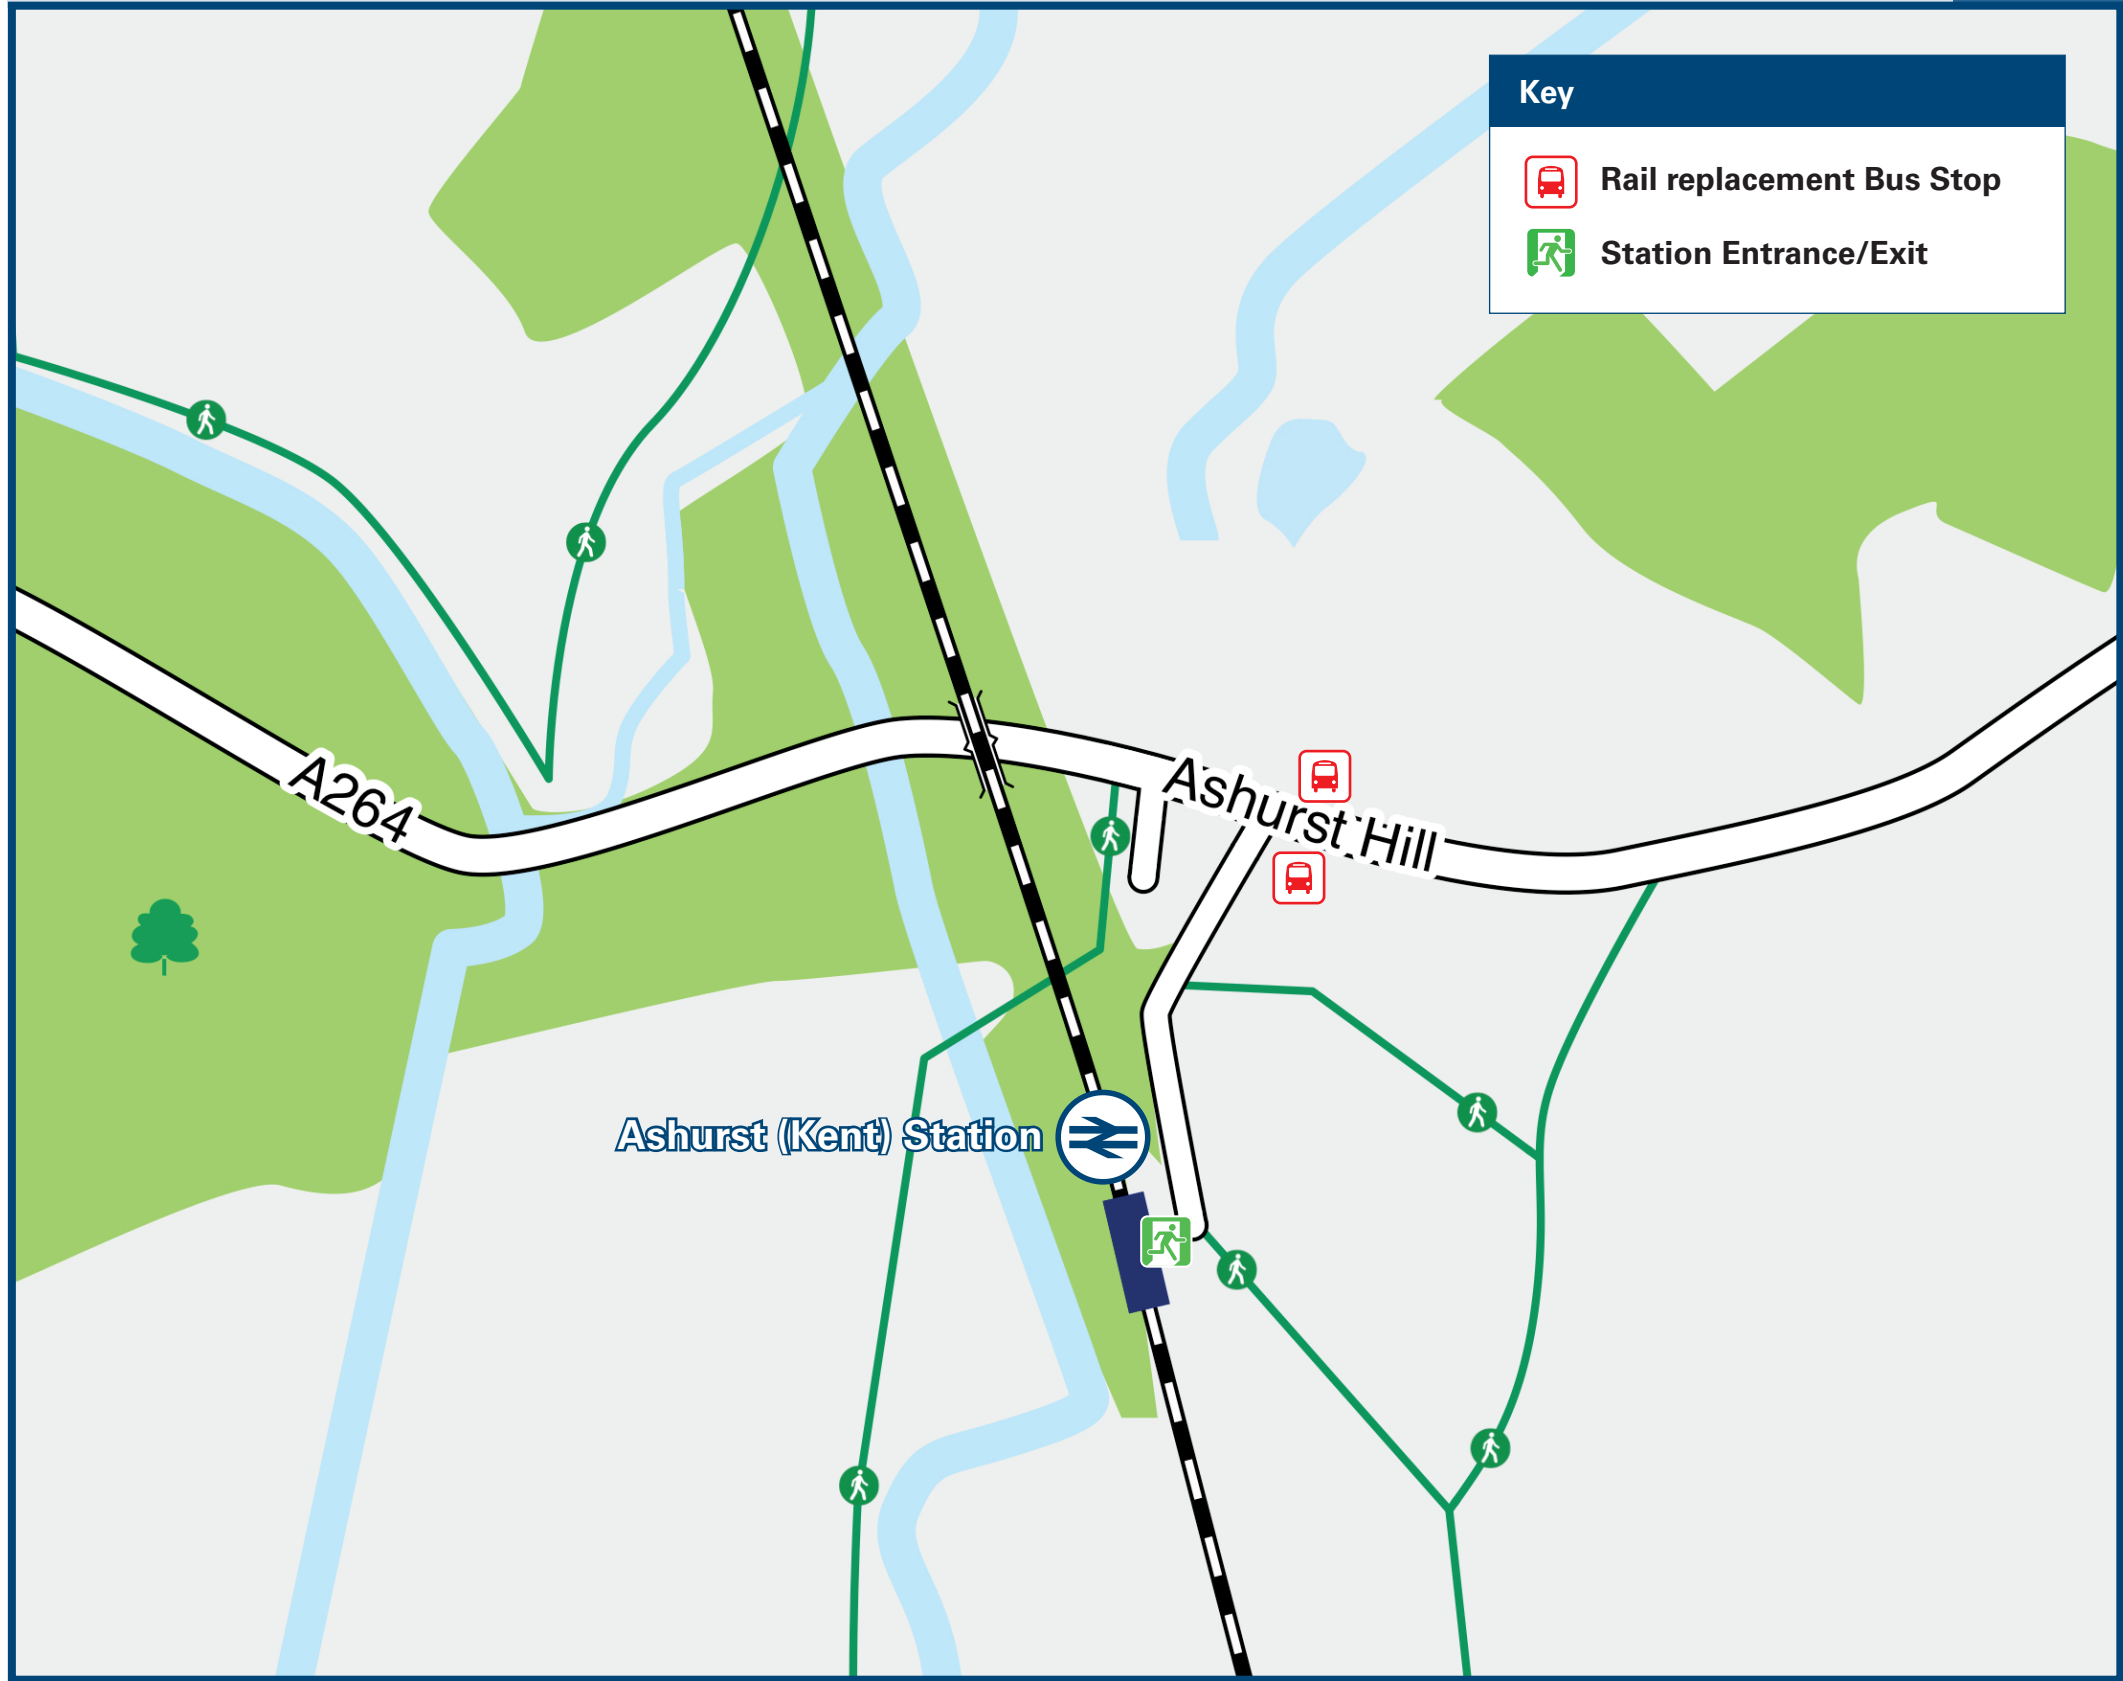 Key
Rail replacement Bus Stop
Station Entrance/Exit
A264
Ashurst Hill
Ashurst (Kent) Station